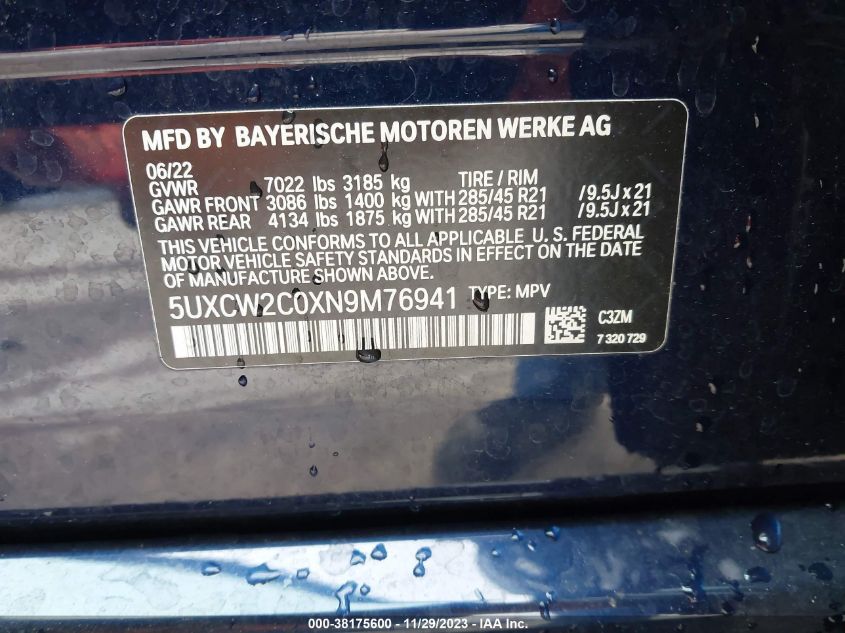 MFD BY BAYERISCHE MOTOREN WERKE AG
06/22
GVWR 7022 lbs 3185 kg TIRE / RIM
GAWR FRONT 3086 lbs 1400 kg WITH 285/45 R21 /9.5J x 21
GAWR REAR 4134 lbs 1875 kg WITH 285/45 R21 /9.5J x 21
THIS VEHICLE CONFORMS TO ALL APPLICABLE U. S. FEDERAL
MOTOR VEHICLE SAFETY STANDARDS IN EFFECT ON THE DATE
OF MANUFACTURE SHOWN ABOVE.
5UXCW2C0XN9M76941 TYPE: MPV
C3ZM
7 320 729
000-38175600 - 11/29/2023 - IAA Inc.